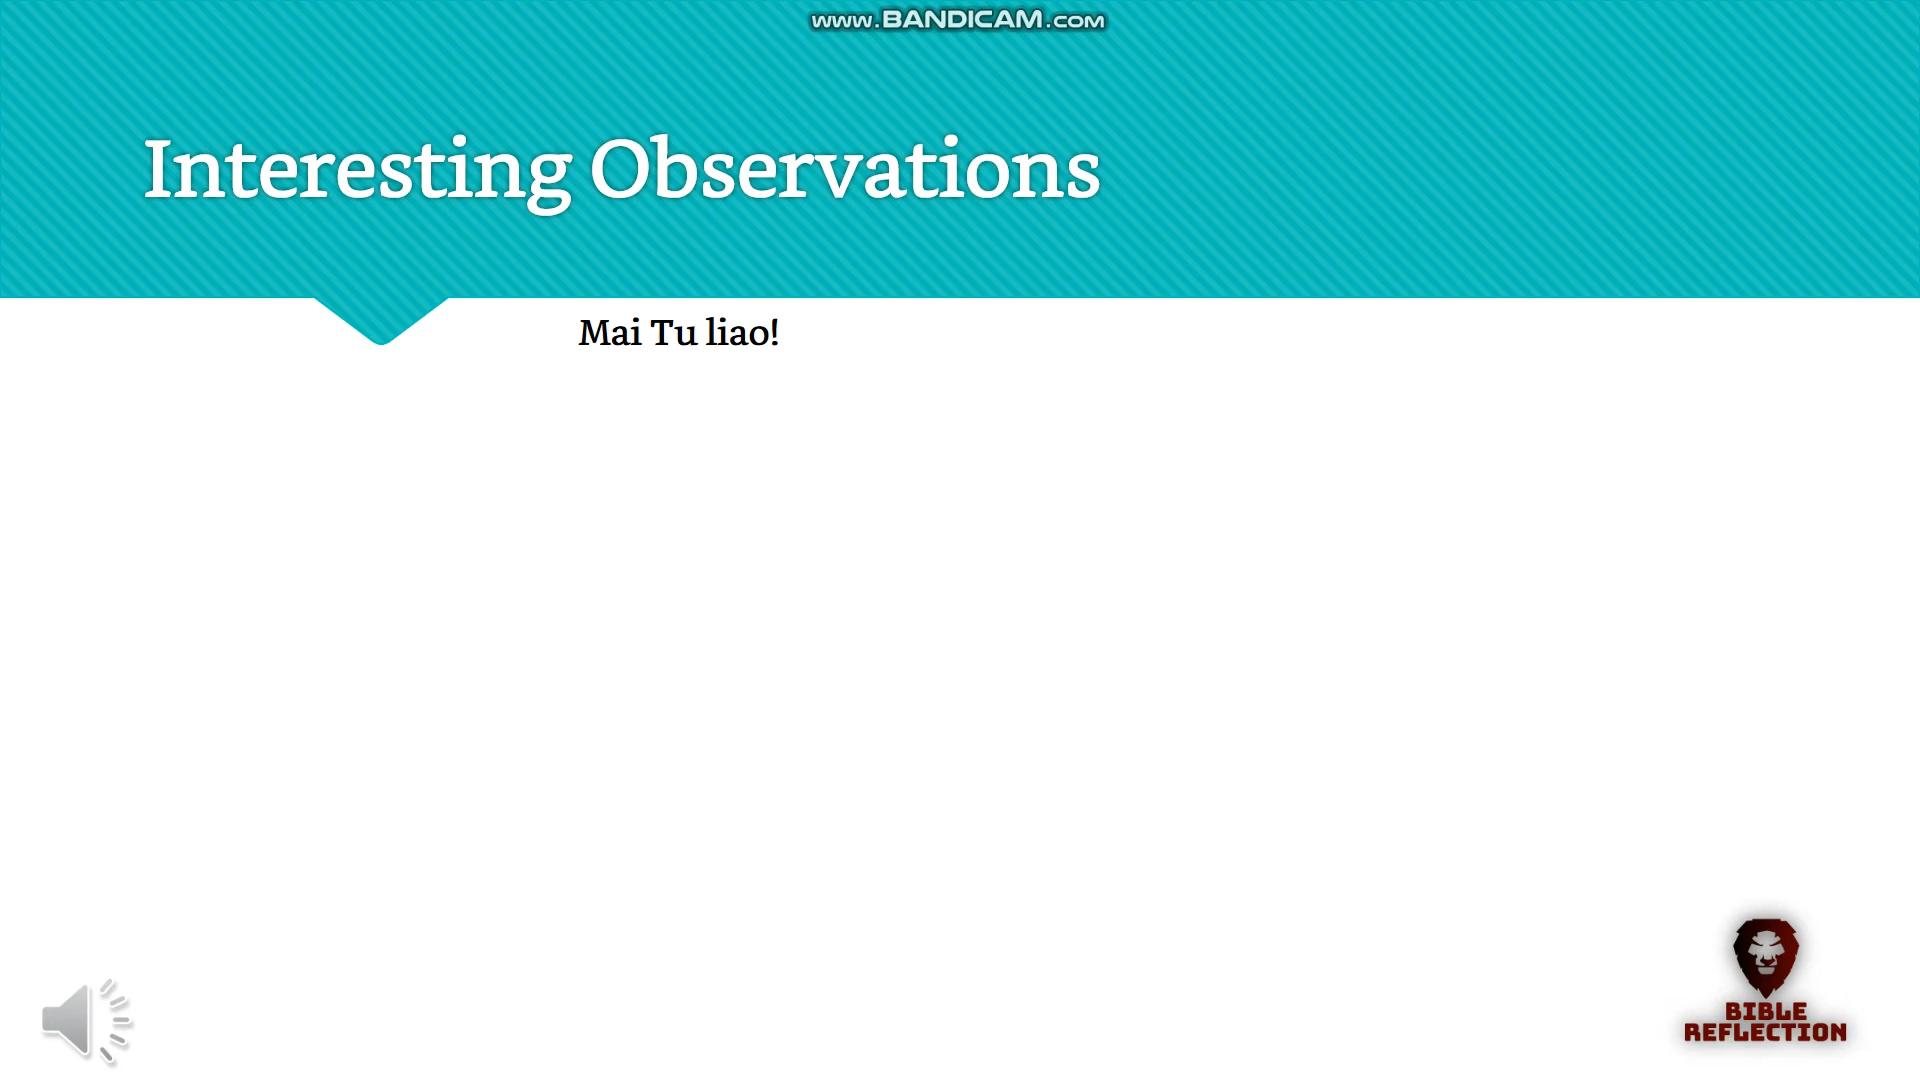 www.BANDICAM.com
Interesting Observations
Mai Tu liao!
BIBLE
REFLECTION